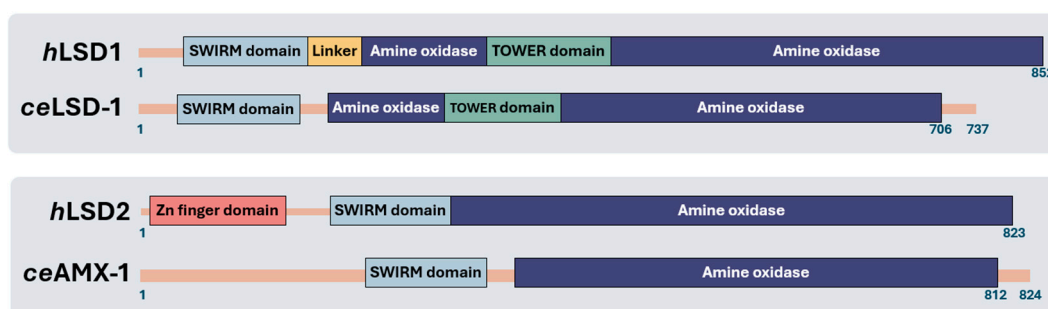 hLSD1 SWIRM domain Linker Amine oxidase TOWER domain Amine oxidase
1 852
ceLSD-1 SWIRM domain Amine oxidase TOWER domain Amine oxidase
1 706 737
hLSD2 Zn finger domain SWIRM domain Amine oxidase
1 823
ceAMX-1 SWIRM domain Amine oxidase
1 812 824